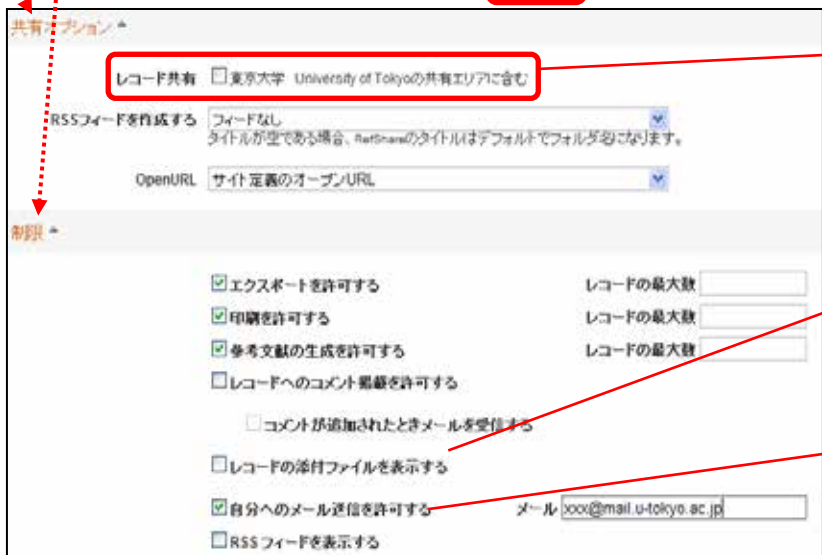 共有オプション
レコード共有 東京大学 University of Tokyoの共有エリアに含む
RSSフィードを作成する フィードなし
タイトルが空である場合、RefShareのタイトルはデフォルトでフォルダ名になります。
OpenURL サイト定義のオープンURL
制限
エクスポートを許可する レコードの最大数
印刷を許可する レコードの最大数
参考文献の生成を許可する レコードの最大数
レコードへのコメント掲載を許可する
コメントが追加されたときメールを受信する
レコードの添付ファイルを表示する
自分へのメール送信を許可する メール xxx@mail.u-tokyo.ac.jp
RSSフィードを表示する